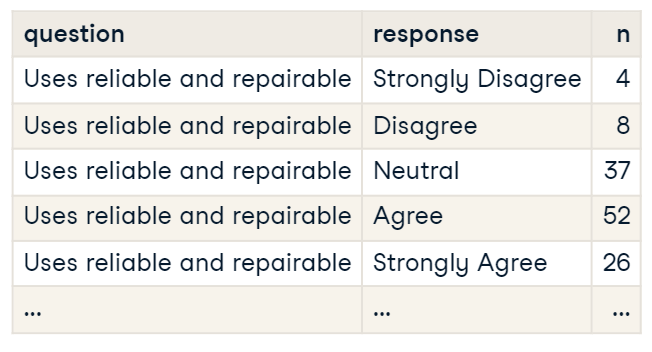 question response n
Uses reliable and repairable Strongly Disagree 4
Uses reliable and repairable Disagree 8
Uses reliable and repairable Neutral 37
Uses reliable and repairable Agree 52
Uses reliable and repairable Strongly Agree 26
... ... ...